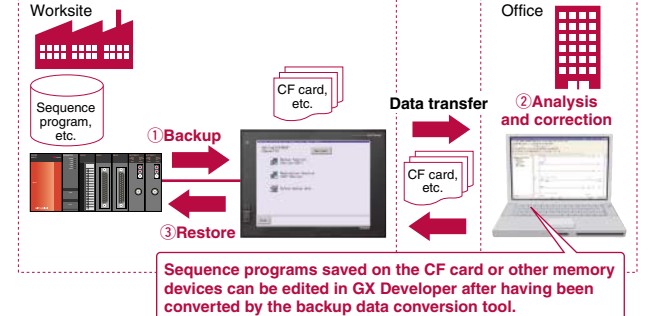 Worksite
Office
Sequence
program,
etc.
CF card,
etc.
Data transfer
①Backup
②Analysis
and correction
CF card,
etc.
③Restore
Sequence programs saved on the CF card or other memory
devices can be edited in GX Developer after having been
converted by the backup data conversion tool.